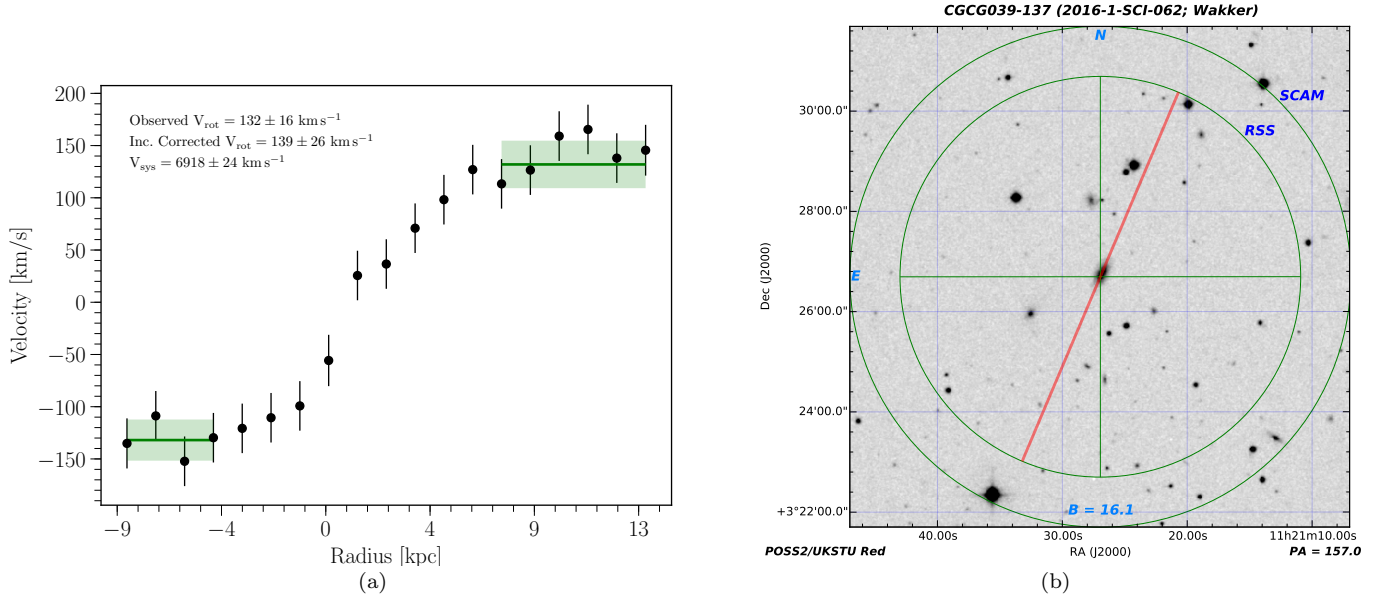 200
150
100
50
0
−50
−100
−150
Velocity [km/s]
Observed V_rot = 132 ± 16 km s⁻¹
Inc. Corrected V_rot = 139 ± 26 km s⁻¹
V_sys = 6918 ± 24 km s⁻¹
−9 −4 0 4 9 13
Radius [kpc]
(a)
CGCG039-137 (2016-1-SCI-062; Wakker)
N
SCAM
RSS
E
B = 16.1
30'00.0"
28'00.0"
26'00.0"
24'00.0"
+3°22'00.0"
Dec (J2000)
40.00s 30.00s 20.00s 11h21m10.00s
POSS2/UKSTU Red
RA (J2000)
PA = 157.0
(b)